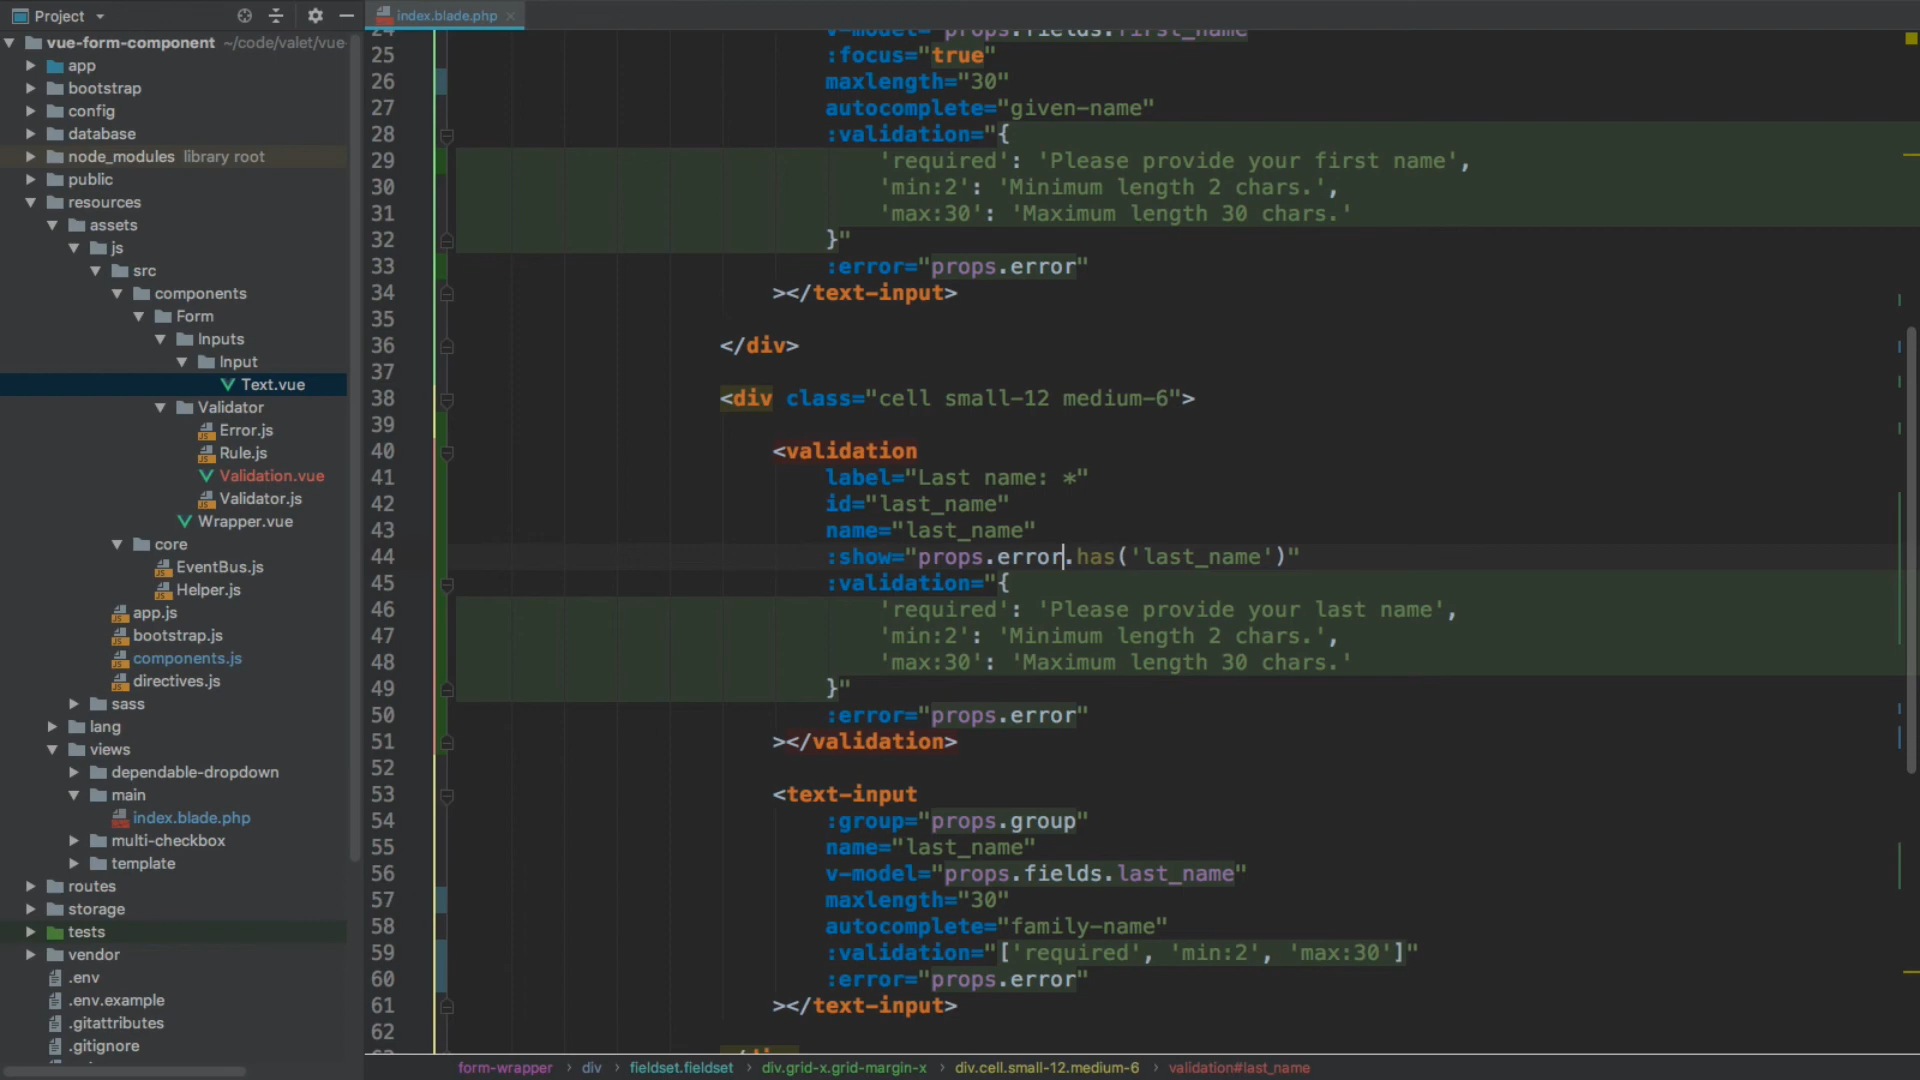 Project
index.blade.php
vue-form-component ~/code/valet/vue
app
bootstrap
config
database
node_modules library root
public
resources
assets
js
src
components
Form
Inputs
Input
Text.vue
Validator
Error.js
Rule.js
Validation.vue
Validator.js
Wrapper.vue
core
EventBus.js
Helper.js
app.js
bootstrap.js
components.js
directives.js
sass
lang
views
dependable-dropdown
main
index.blade.php
multi-checkbox
template
routes
storage
tests
vendor
.env
.env.example
.gitattributes
.gitignore
24 v-model="props.fields.first_name"
25 :focus="true"
26 maxlength="30"
27 autocomplete="given-name"
28 :validation="{
29 'required': 'Please provide your first name',
30 'min:2': 'Minimum length 2 chars.',
31 'max:30': 'Maximum length 30 chars.'
32 }"
33 :error="props.error"
34 ></text-input>
35
36 </div>
37
38 <div class="cell small-12 medium-6">
39
40 <validation
41 label="Last name: *"
42 id="last_name"
43 name="last_name"
44 :show="props.error.has('last_name')"
45 :validation="{
46 'required': 'Please provide your last name',
47 'min:2': 'Minimum length 2 chars.',
48 'max:30': 'Maximum length 30 chars.'
49 }"
50 :error="props.error"
51 ></validation>
52
53 <text-input
54 :group="props.group"
55 name="last_name"
56 v-model="props.fields.last_name"
57 maxlength="30"
58 autocomplete="family-name"
59 :validation="['required', 'min:2', 'max:30']"
60 :error="props.error"
61 ></text-input>
62
form-wrapper › div › fieldset.fieldset › div.grid-x.grid-margin-x › div.cell.small-12.medium-6 › validation#last_name